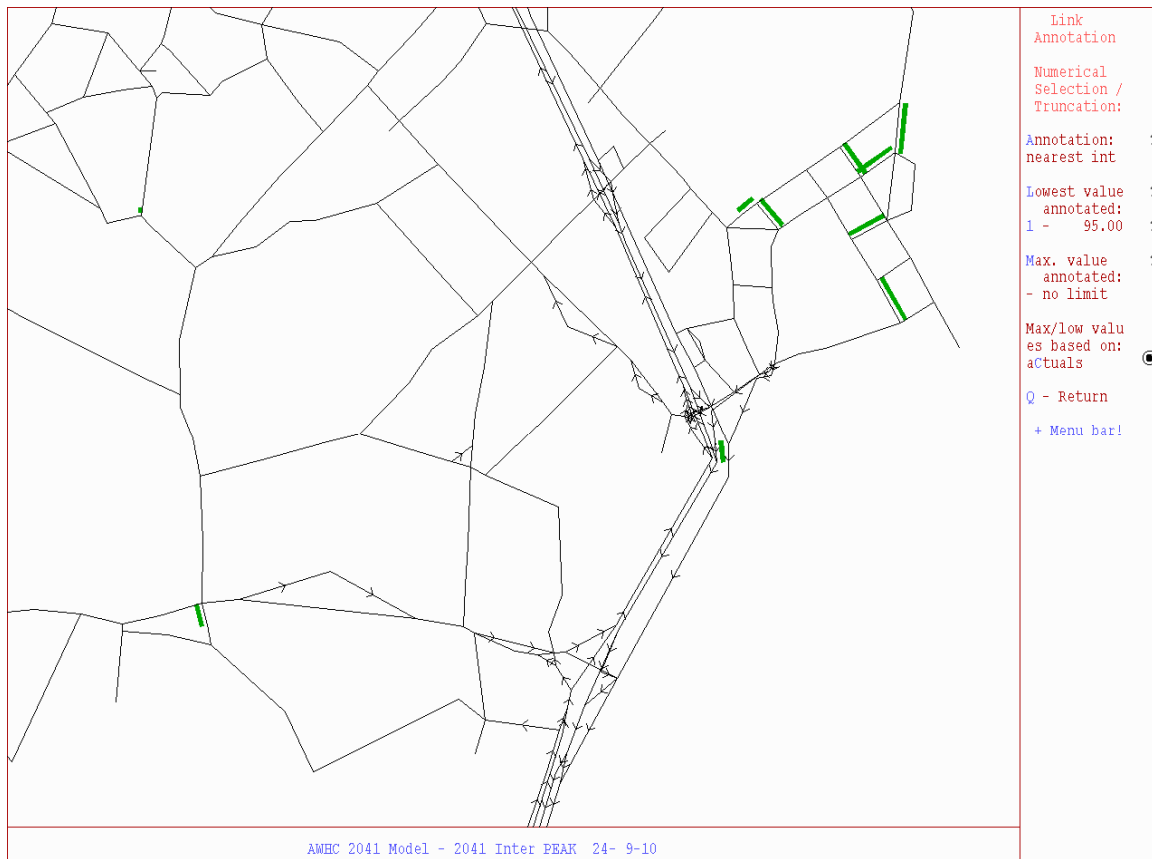 Link
Annotation
Numerical
Selection /
Truncation:
Annotation: ?
nearest int
Lowest value ?
annotated:
1 - 95.00 ?
Max. value ?
annotated:
- no limit
Max/low valu
es based on:
aCtuals
Q - Return
+ Menu bar!
AWHC 2041 Model - 2041 Inter PEAK 24- 9-10